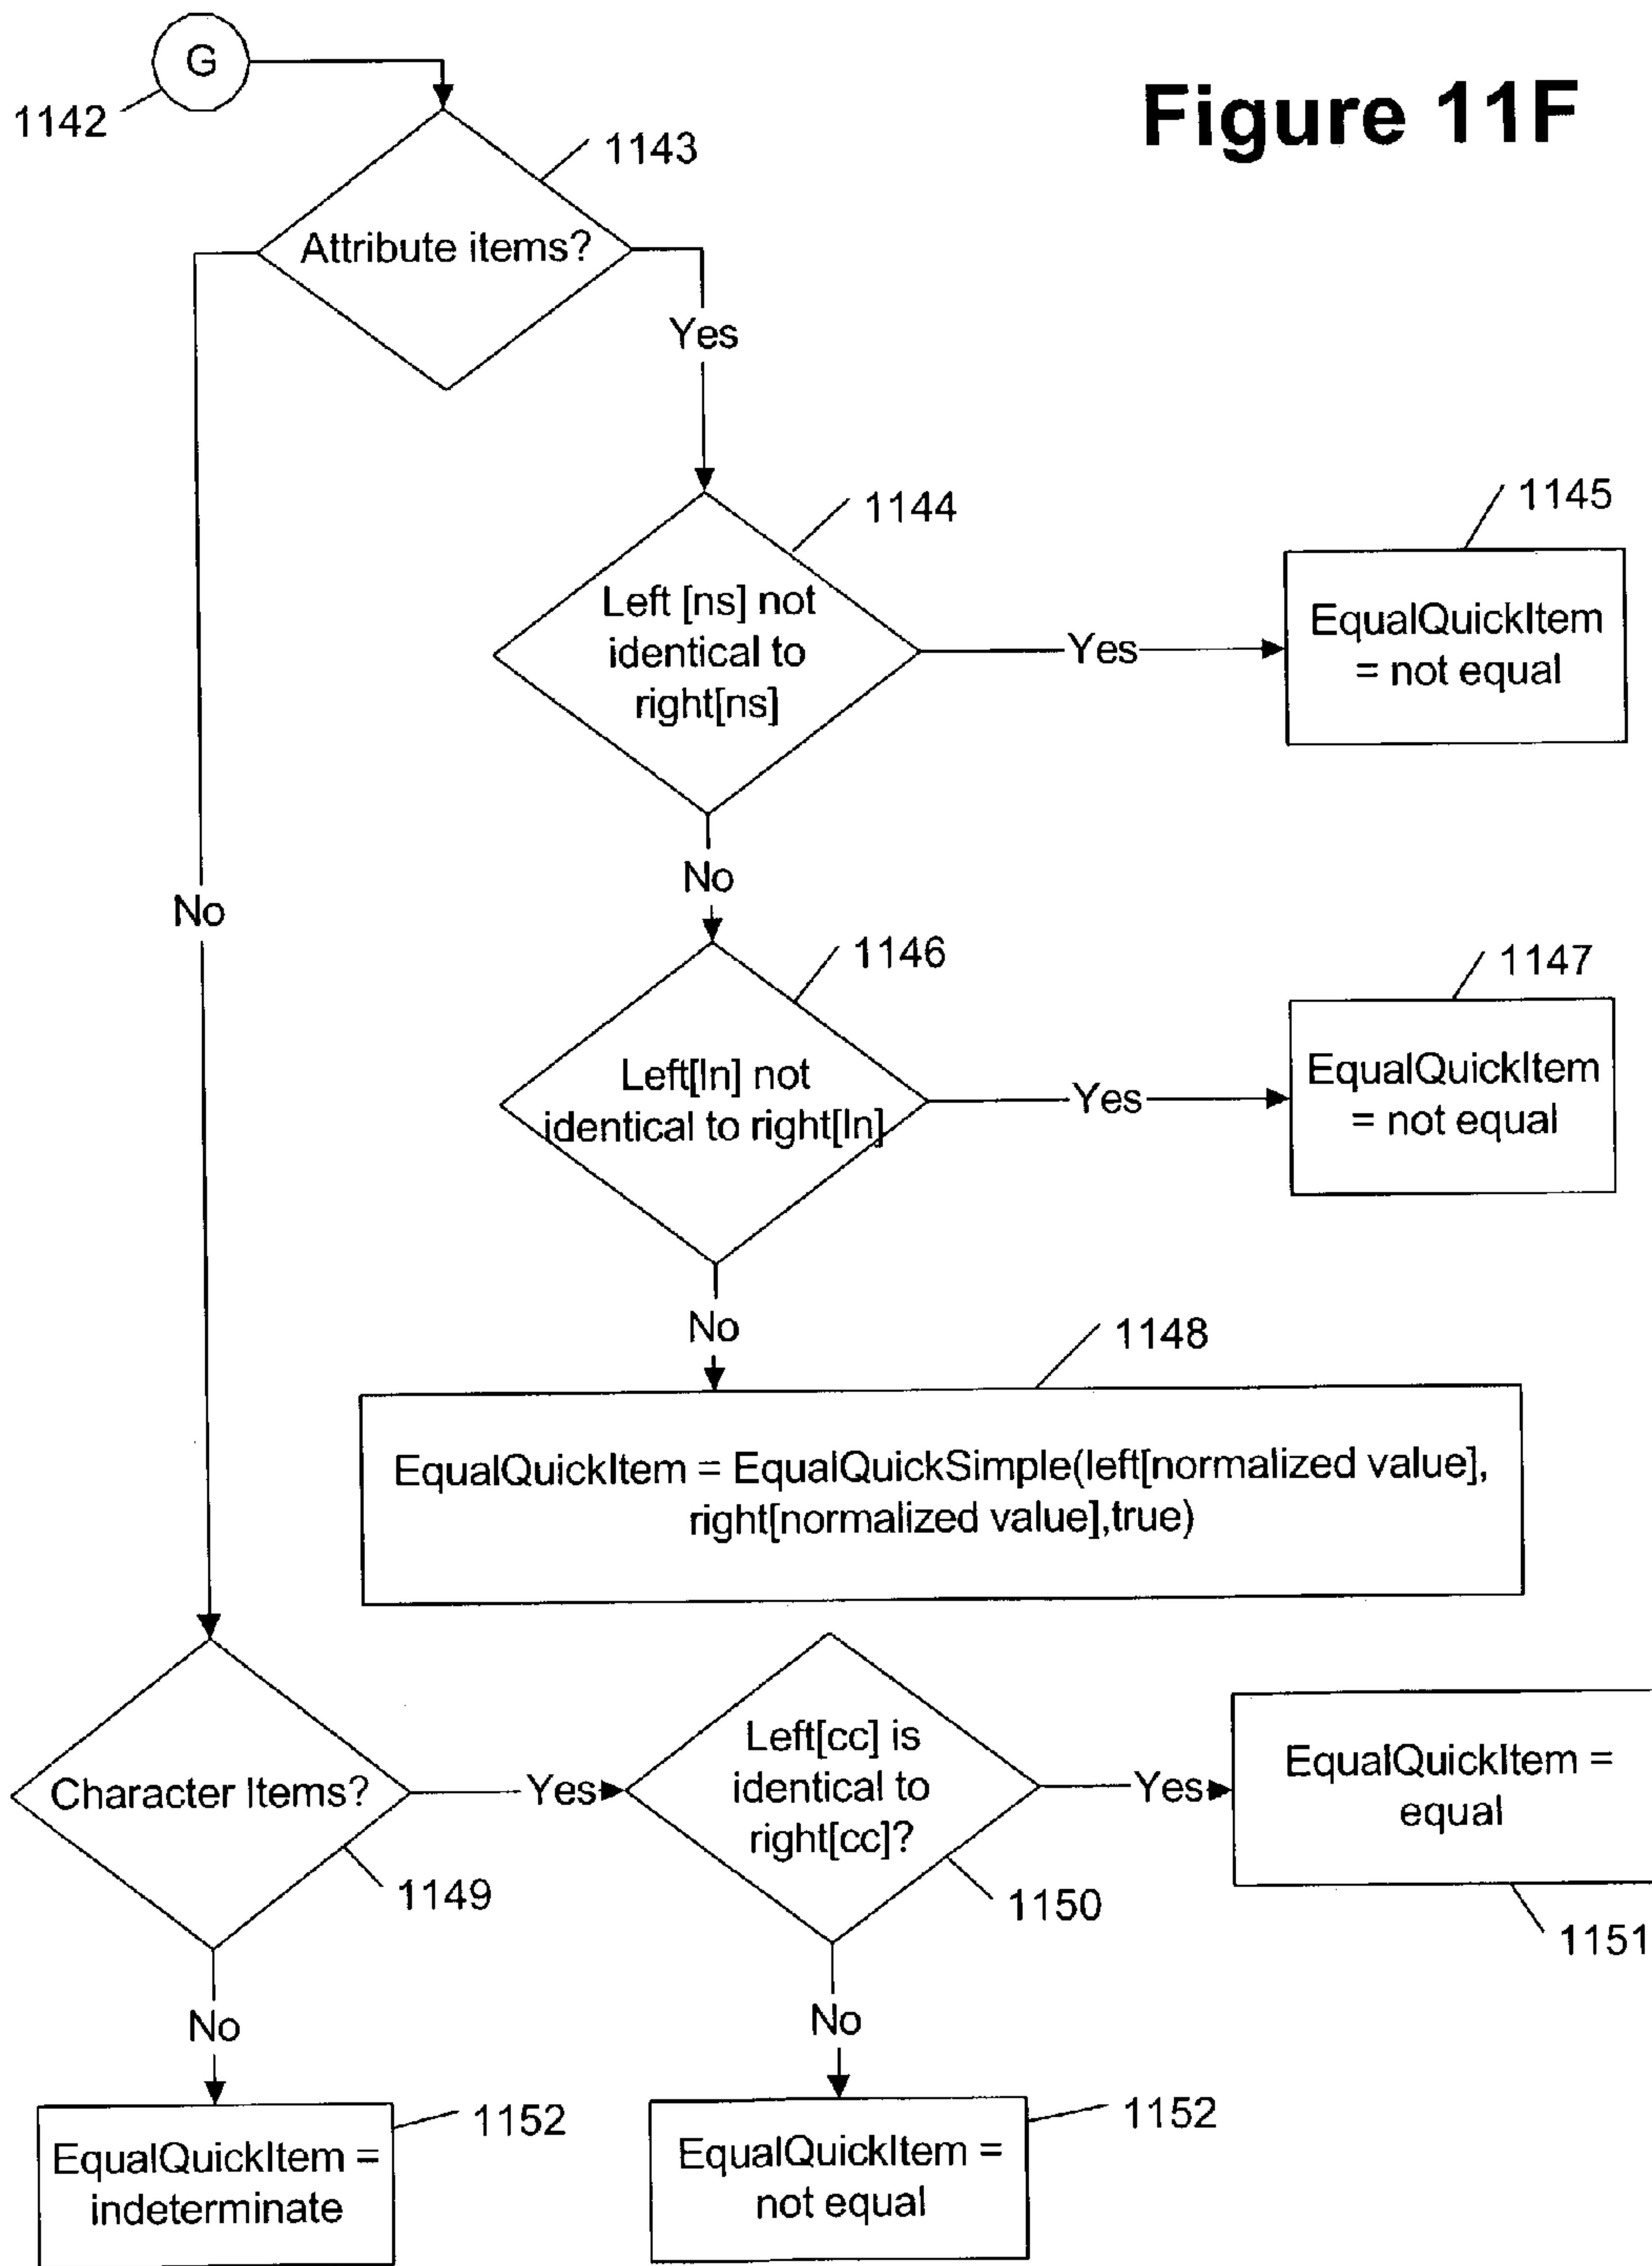 G
Figure 11F
1142
1143
Attribute items?
Yes
1144
1145
Left [ns] not
identical to
right[ns]
Yes
EqualQuickItem
= not equal
No
No
1146
1147
Left[ln] not
identical to right[ln]
Yes
EqualQuickItem
= not equal
No
1148
EqualQuickItem = EqualQuickSimple(left[normalized value],
right[normalized value],true)
Character Items?
Yes
Left[cc] is
identical to
right[cc]?
Yes
EqualQuickItem =
equal
1149
1150
1151
No
No
1152
1152
EqualQuickItem =
indeterminate
EqualQuickItem =
not equal